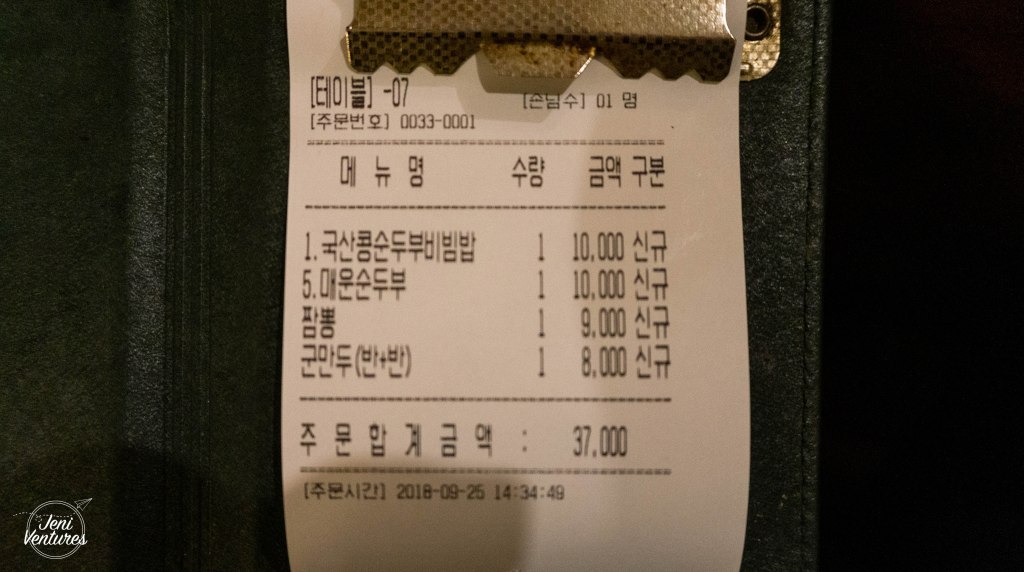 [테이블] -07 [손님수] 01 명
[주문번호] 0033-0001
메 뉴 명 수량 금액 구분
1.국산콩순두부비빔밥 1 10,000 신규
5.매운순두부 1 10,000 신규
짬뽕 1 9,000 신규
군만두(반+반) 1 8,000 신규
주 문 합 계 금 액 : 37,000
[주문시간] 2018-09-25 14:34:49
Jeni
Ventures